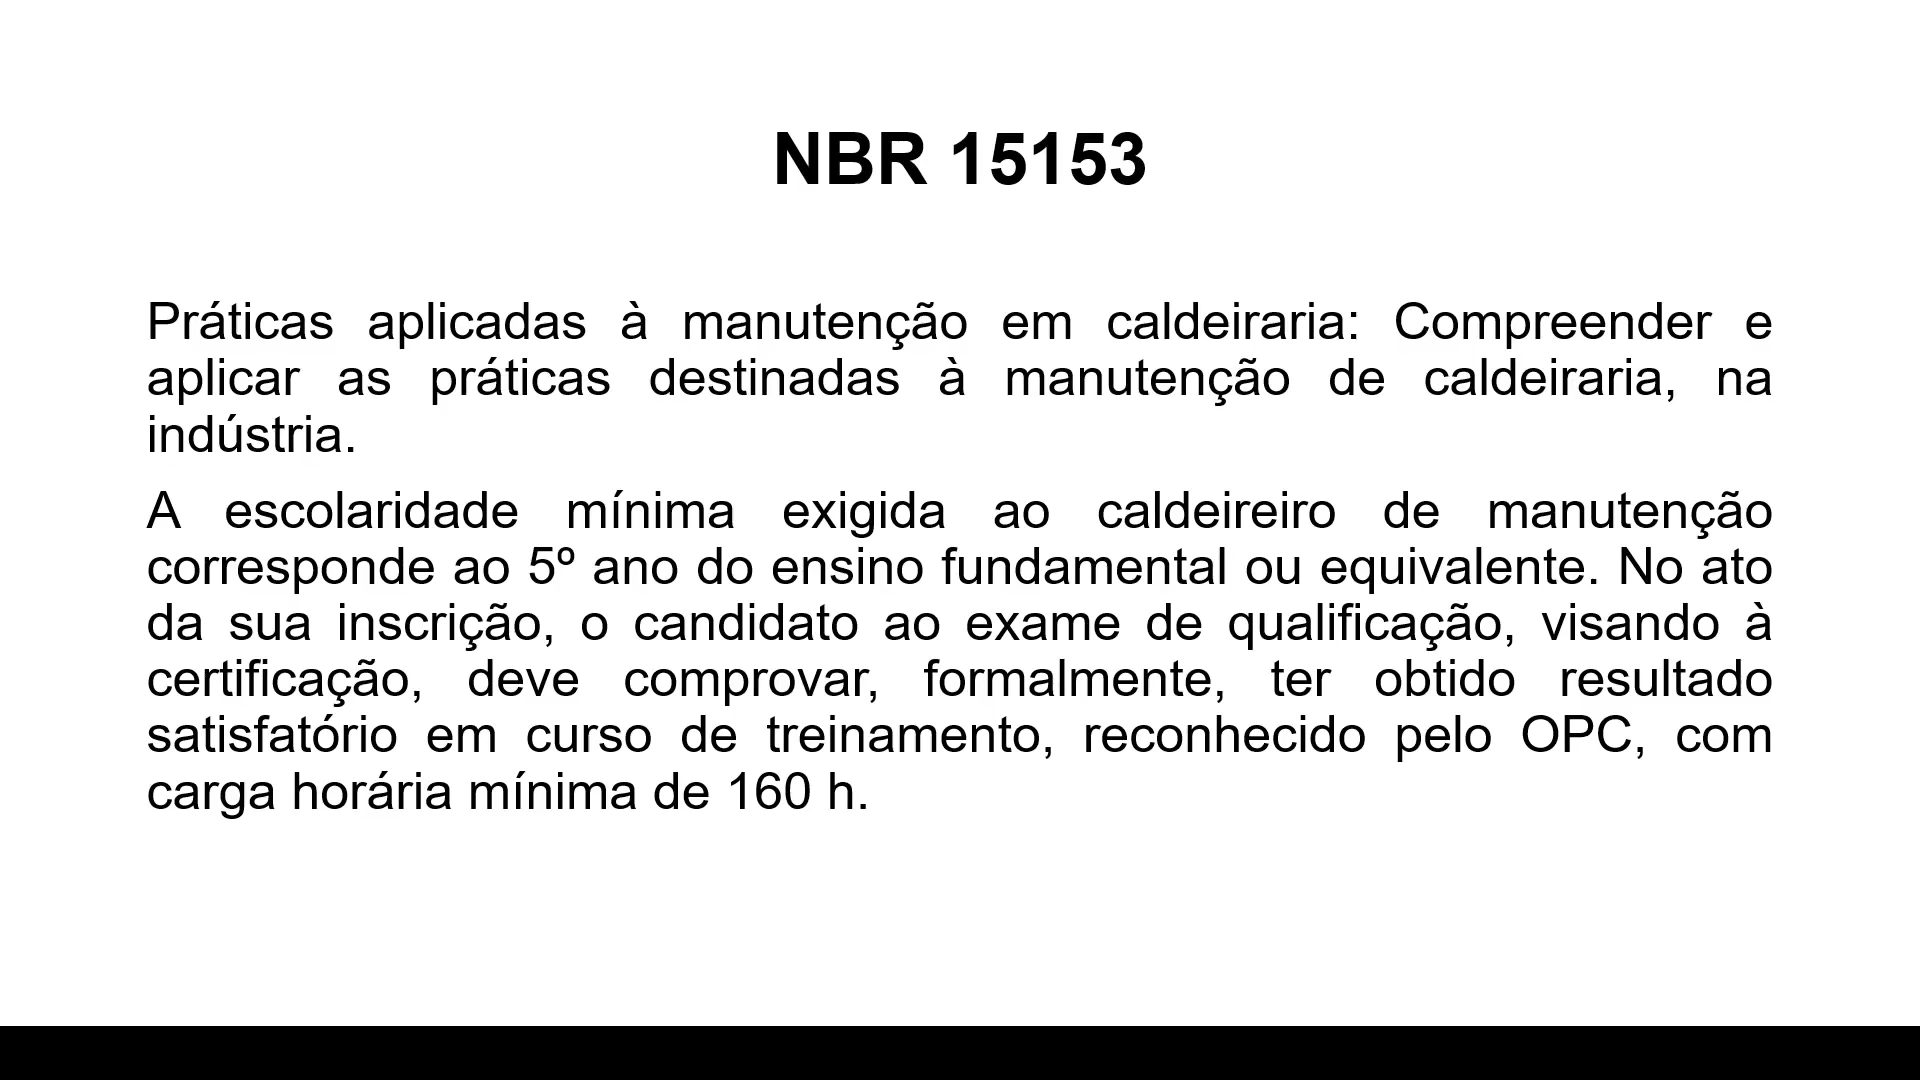 NBR 15153
Práticas aplicadas à manutenção em caldeiraria: Compreender e
aplicar as práticas destinadas à manutenção de caldeiraria, na
indústria.
A escolaridade mínima exigida ao caldeireiro de manutenção
corresponde ao 5º ano do ensino fundamental ou equivalente. No ato
da sua inscrição, o candidato ao exame de qualificação, visando à
certificação, deve comprovar, formalmente, ter obtido resultado
satisfatório em curso de treinamento, reconhecido pelo OPC, com
carga horária mínima de 160 h.